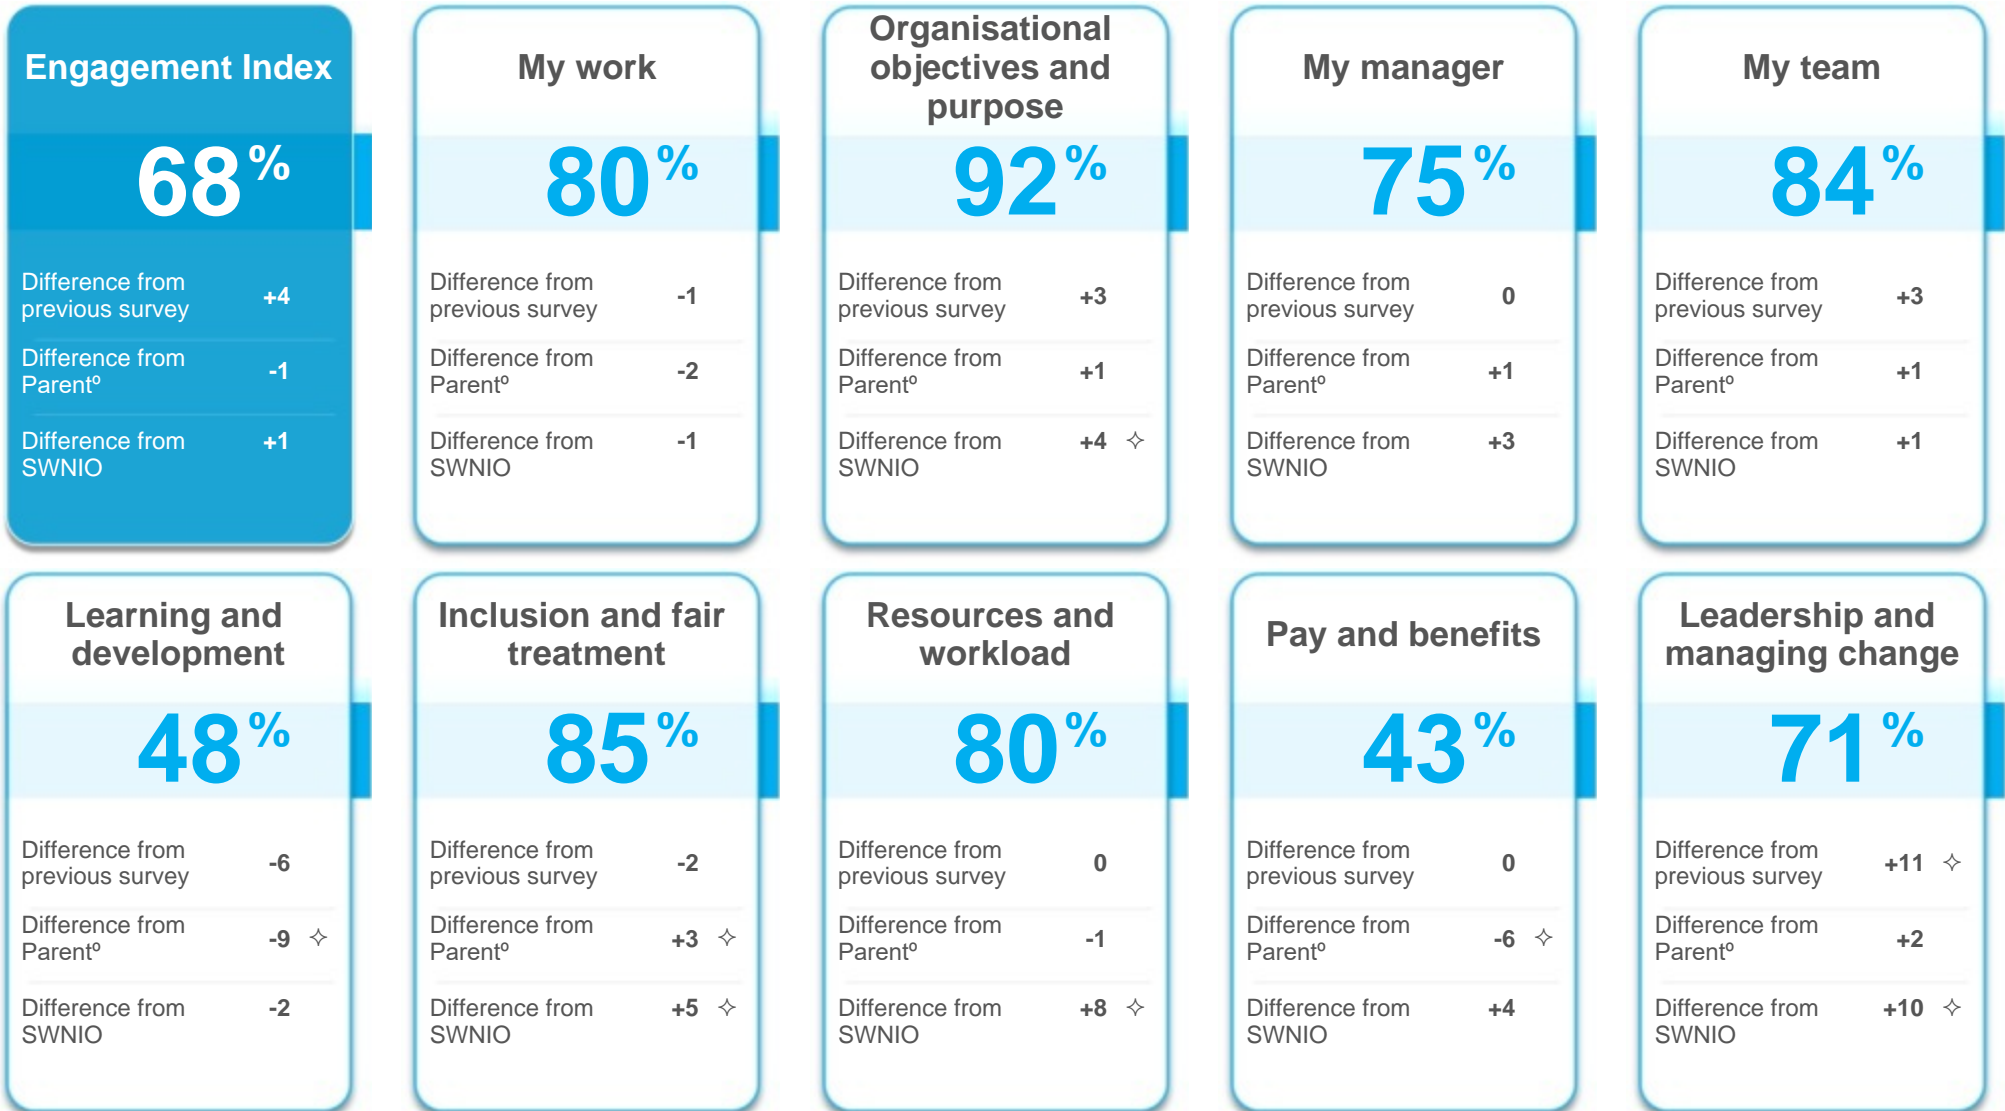 Engagement Index
68%
Difference from
previous survey +4
Difference from
Parentº -1
Difference from +1
SWNIO
My work
80%
Difference from
previous survey -1
Difference from
Parentº -2
Difference from -1
SWNIO
Organisational
objectives and
purpose
92%
Difference from
previous survey +3
Difference from
Parentº +1
Difference from +4 ✧
SWNIO
My manager
75%
Difference from
previous survey 0
Difference from
Parentº +1
Difference from +3
SWNIO
My team
84%
Difference from
previous survey +3
Difference from
Parentº +1
Difference from +1
SWNIO
Learning and
development
48%
Difference from
previous survey -6
Difference from
Parentº -9 ✧
Difference from -2
SWNIO
Inclusion and fair
treatment
85%
Difference from
previous survey -2
Difference from
Parentº +3 ✧
Difference from +5 ✧
SWNIO
Resources and
workload
80%
Difference from
previous survey 0
Difference from
Parentº -1
Difference from +8 ✧
SWNIO
Pay and benefits
43%
Difference from
previous survey 0
Difference from
Parentº -6 ✧
Difference from +4
SWNIO
Leadership and
managing change
71%
Difference from
previous survey +11 ✧
Difference from
Parentº +2
Difference from +10 ✧
SWNIO